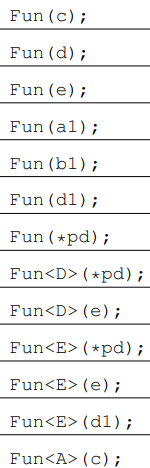 Fun(c);
Fun(d);
Fun(e);
Fun(a1);
Fun(b1);
Fun(d1);
Fun(*pd);
Fun<D>(*pd);
Fun<D>(e);
Fun<E>(*pd);
Fun<E>(e);
Fun<E>(d1);
Fun<A>(c);